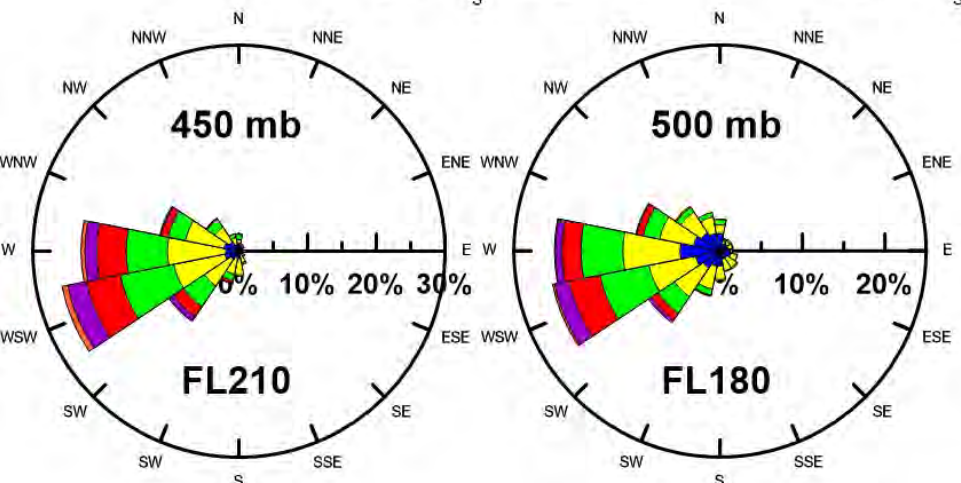 S
S
N
NNW
NNE
NW
NE
450 mb
WNW
ENE
W
E
0%
10%
20%
30%
WSW
ESE
FL210
SW
SE
SW
SSE
S
N
NNW
NNE
NW
NE
500 mb
WNW
ENE
W
E
%
10%
20%
WSW
ESE
FL180
SW
SE
SW
SSE
S